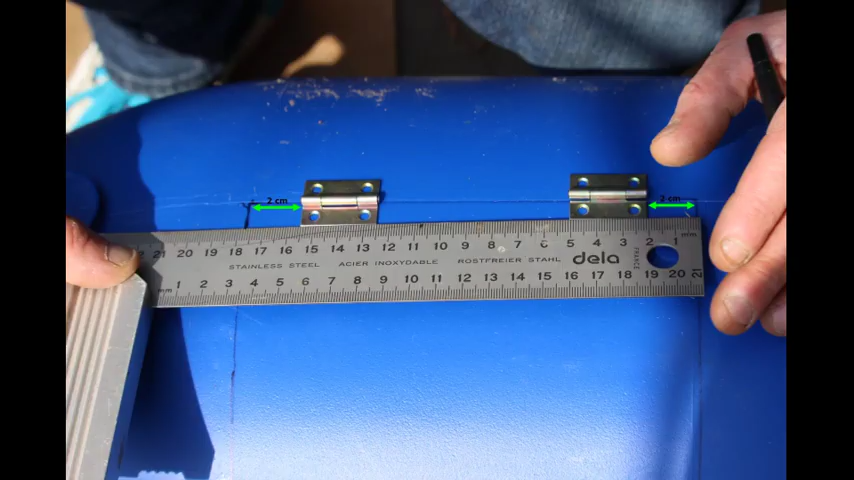 2 cm 2 cm
21 20 19 18 17 16 15 14 13 12 11 10 9 8 7 6 5 4 3 2 1
STAINLESS STEEL ACIER INOXYDABLE ROSTFREIER STAHL dela FRANCE
mm 1 2 3 4 5 6 7 8 9 10 11 12 13 14 15 16 17 18 19 20 21